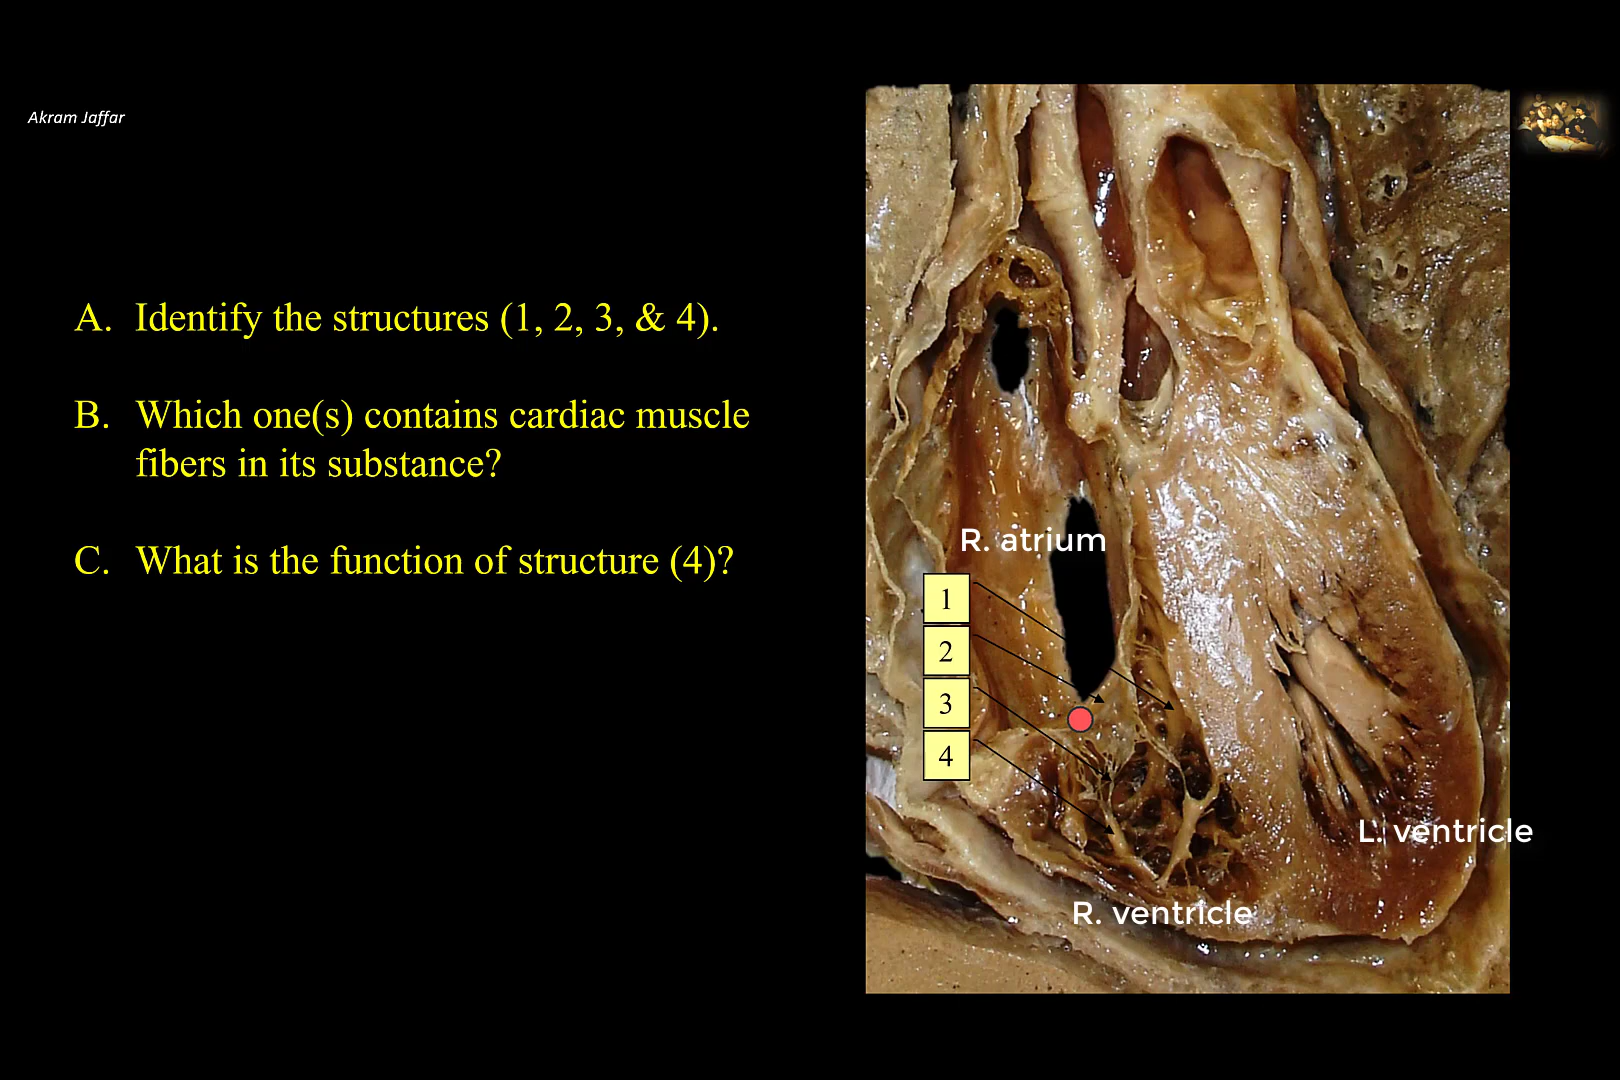 Akram Jaffar
A. Identify the structures (1, 2, 3, & 4).
B. Which one(s) contains cardiac muscle
fibers in its substance?
C. What is the function of structure (4)?
R. atrium
1
2
3
4
L. ventricle
R. ventricle